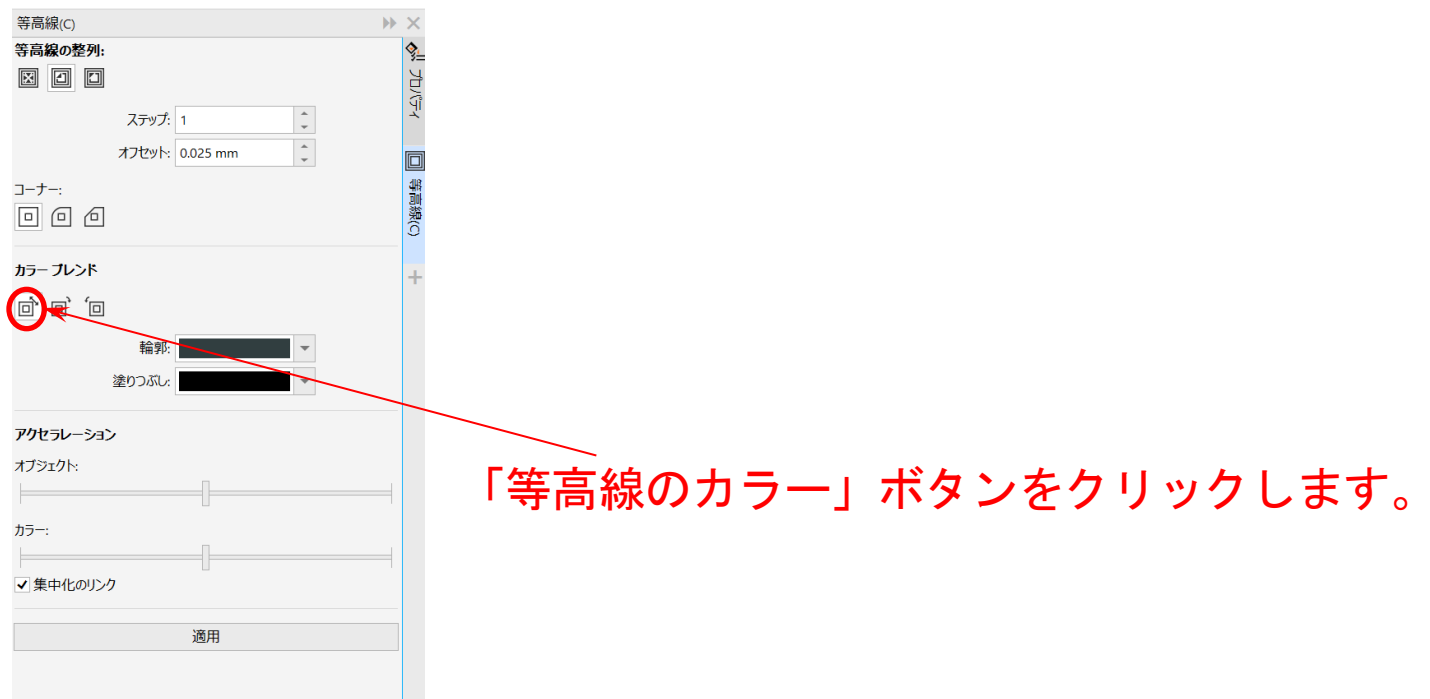 等高線(C)
等高線の整列:
ステップ: 1
オフセット: 0.025 mm
コーナー:
カラー ブレンド
輪郭:
塗りつぶし:
アクセラレーション
オブジェクト:
カラー:
集中化のリンク
適用
プロパティ
等高線(C)
「等高線のカラー」ボタンをクリックします。